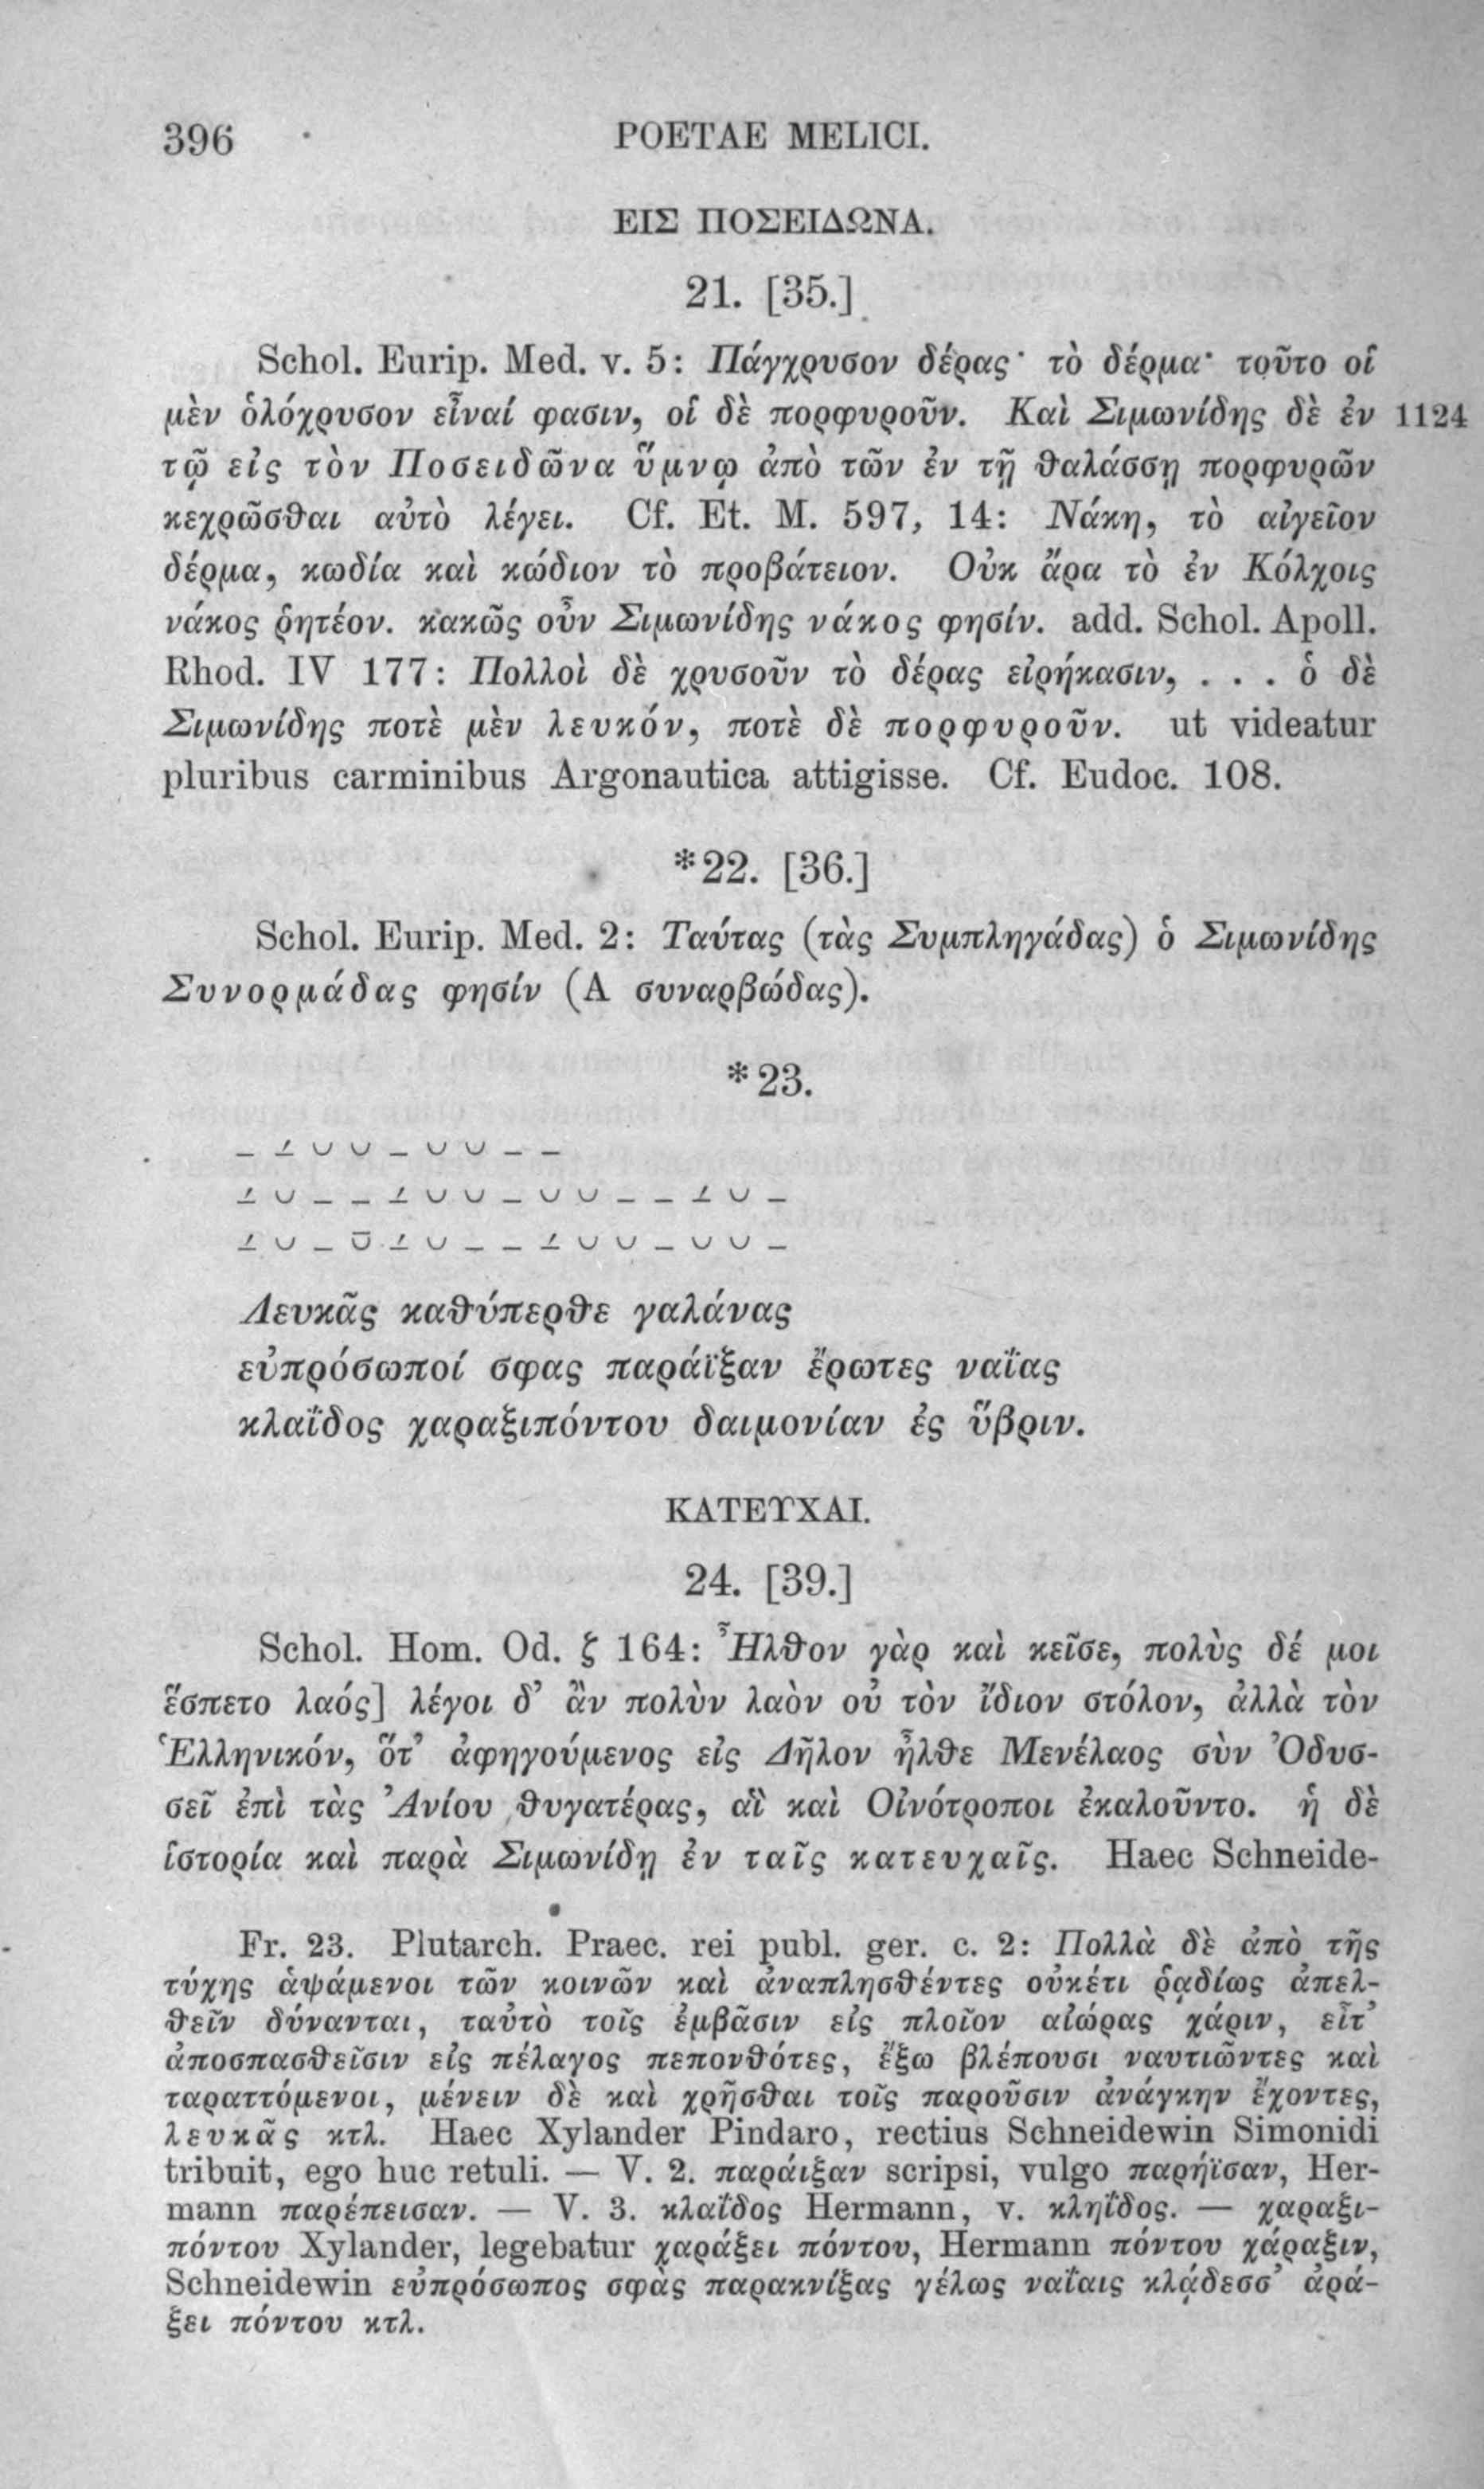 396 POETAE MELICI.
ΕΙΣ ΠΟΣΕΙΔΩΝΑ.
21. [35.]
Schol. Eurip. Med. v. 5: Πάγχρυσον δέρας· τὸ δέρμα· τοῦτο οἱ
μὲν ὁλόχρυσον εἶναί φασιν, οἱ δὲ πορφυροῦν. Καὶ Σιμωνίδης δὲ ἐν 1124
τῷ εἰς τὸν Ποσειδῶνα ὕμνῳ ἀπὸ τῶν ἐν τῇ θαλάσσῃ πορφυρῶν
κεχρῶσθαι αὐτὸ λέγει. Cf. Et. M. 597, 14: Νάκη, τὸ αἰγεῖον
δέρμα, κωδία καὶ κώδιον τὸ προβάτειον. Οὐκ ἄρα τὸ ἐν Κόλχοις
νάκος ῥητέον. κακῶς οὖν Σιμωνίδης νάκος φησίν. add. Schol. Apoll.
Rhod. IV 177: Πολλοὶ δὲ χρυσοῦν τὸ δέρας εἰρήκασιν, . . . ὁ δὲ
Σιμωνίδης ποτὲ μὲν λευκόν, ποτὲ δὲ πορφυροῦν. ut videatur
pluribus carminibus Argonautica attigisse. Cf. Eudoc. 108.
*22. [36.]
Schol. Eurip. Med. 2: Ταύτας (τὰς Συμπληγάδας) ὁ Σιμωνίδης
Συνορμάδας φησίν (A συναρβώδας).
*23.
– ⏊ ⏑ ⏑ – ⏑ ⏑ – –
⏊ ⏑ – – ⏊ ⏑ ⏑ – ⏑ ⏑ – – ⏊ ⏑ –
⏊ ⏑ – ⏓ ⏊ ⏑ – – ⏊ ⏑ ⏑ – ⏑ ⏑ –
Λευκᾶς καθύπερθε γαλάνας
εὐπρόσωποί σφας παράϊξαν ἔρωτες ναΐας
κλαΐδος χαραξιπόντου δαιμονίαν ἐς ὕβριν.
ΚΑΤΕΥΧΑΙ.
24. [39.]
Schol. Hom. Od. ζ 164: Ἦλθον γὰρ καὶ κεῖσε, πολὺς δέ μοι
ἕσπετο λαός] λέγοι δ’ ἂν πολὺν λαὸν οὐ τὸν ἴδιον στόλον, ἀλλὰ τὸν
Ἑλληνικόν, ὅτ’ ἀφηγούμενος εἰς Δῆλον ἦλθε Μενέλαος σὺν Ὀδυσ-
σεῖ ἐπὶ τὰς Ἀνίου θυγατέρας, αἳ καὶ Οἰνότροποι ἐκαλοῦντο. ἡ δὲ
ἱστορία καὶ παρὰ Σιμωνίδῃ ἐν ταῖς κατευχαῖς. Haec Schneide-
Fr. 23. Plutarch. Praec. rei publ. ger. c. 2: Πολλὰ δὲ ἀπὸ τῆς
τύχης ἁψάμενοι τῶν κοινῶν καὶ ἀναπλησθέντες οὐκέτι ῥᾳδίως ἀπελ-
θεῖν δύνανται, ταὐτὸ τοῖς ἐμβᾶσιν εἰς πλοῖον αἰώρας χάριν, εἶτ’
ἀποσπασθεῖσιν εἰς πέλαγος πεπονθότες, ἔξω βλέπουσι ναυτιῶντες καὶ
ταραττόμενοι, μένειν δὲ καὶ χρῆσθαι τοῖς παροῦσιν ἀνάγκην ἔχοντες,
λευκᾶς κτλ. Haec Xylander Pindaro, rectius Schneidewin Simonidi
tribuit, ego huc retuli. — V. 2. παράιξαν scripsi, vulgo παρήϊσαν, Her-
mann παρέπεισαν. — V. 3. κλαΐδος Hermann, v. κληΐδος. — χαραξι-
πόντου Xylander, legebatur χαράξει πόντου, Hermann πόντου χάραξιν,
Schneidewin εὐπρόσωπος σφὰς παρακνίξας γέλως ναΐαις κλᾴδεσσ’ ἀρά-
ξει πόντου κτλ.